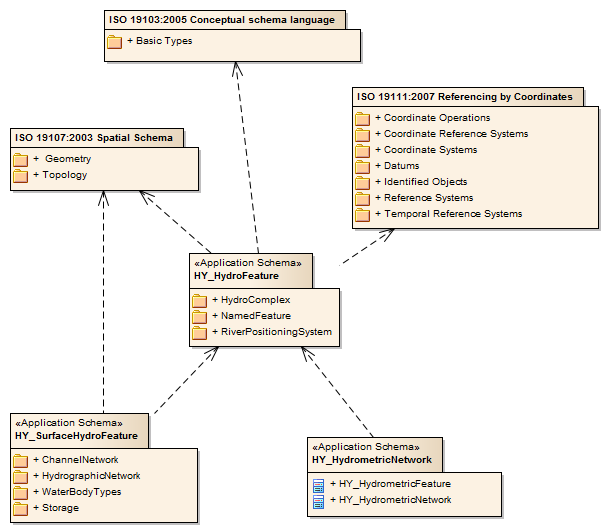 ISO 19103:2005 Conceptual schema language
+ Basic Types
ISO 19111:2007 Referencing by Coordinates
+ Coordinate Operations
+ Coordinate Reference Systems
+ Coordinate Systems
+ Datums
+ Identified Objects
+ Reference Systems
+ Temporal Reference Systems
ISO 19107:2003 Spatial Schema
+ Geometry
+ Topology
«Application Schema»
HY_HydroFeature
+ HydroComplex
+ NamedFeature
+ RiverPositioningSystem
«Application Schema»
HY_SurfaceHydroFeature
+ ChannelNetwork
+ HydrographicNetwork
+ WaterBodyTypes
+ Storage
«Application Schema»
HY_HydrometricNetwork
+ HY_HydrometricFeature
+ HY_HydrometricNetwork